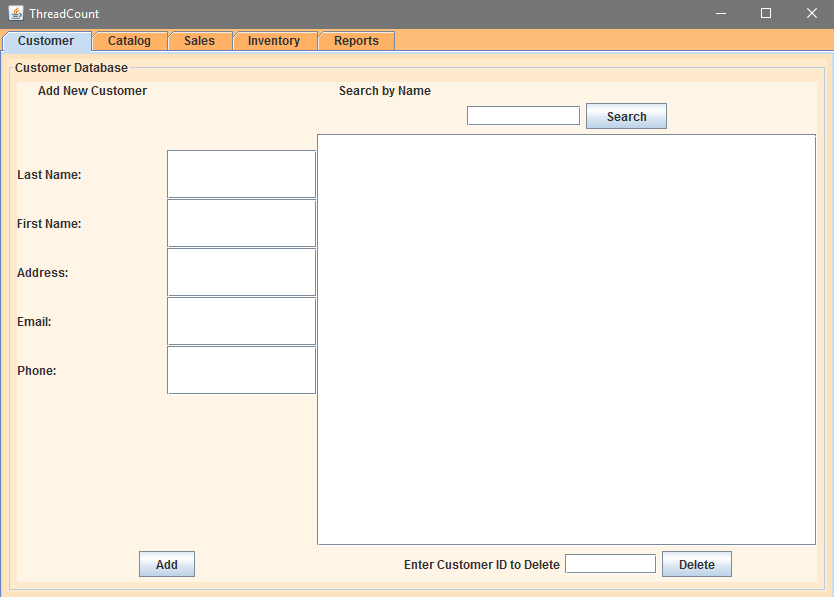 ThreadCount
Customer Catalog Sales Inventory Reports
Customer Database
Add New Customer
Search by Name
Search
Last Name:
First Name:
Address:
Email:
Phone:
Add
Enter Customer ID to Delete
Delete